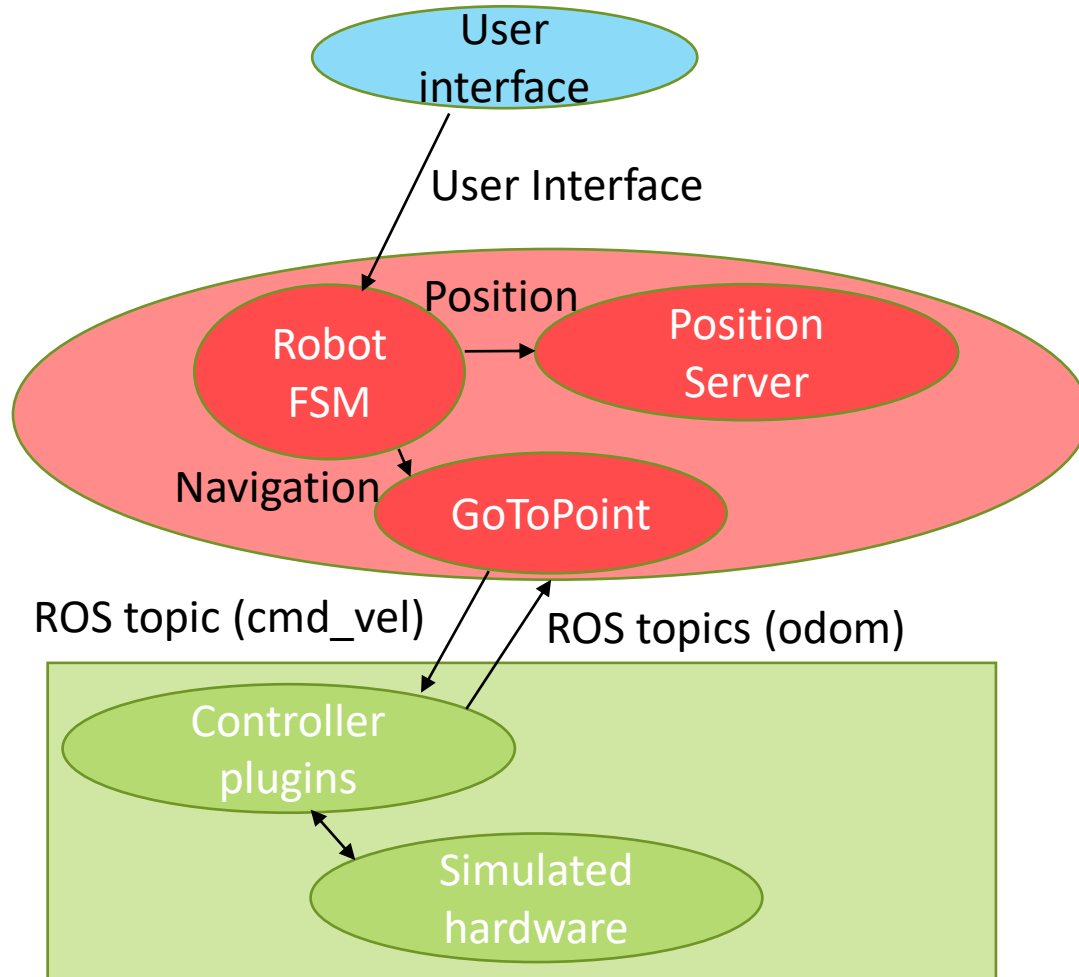 User
interface
User Interface
Position
Robot
FSM
Position
Server
Navigation
GoToPoint
ROS topic (cmd_vel)
ROS topics (odom)
Controller
plugins
Simulated
hardware